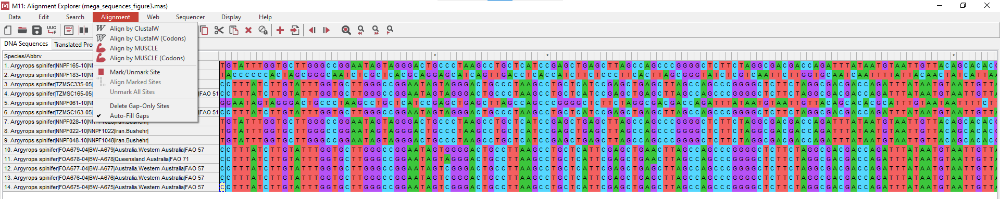 M11: Alignment Explorer (mega_sequences_figure3.mas)
Data Edit Search Alignment Web Sequencer Display Help
UUC
Align by ClustalW
Align by ClustalW (Codons)
Align by MUSCLE
Align by MUSCLE (Codons)
Mark/Unmark Site
Align Marked Sites
Unmark All Sites
Delete Gap-Only Sites
Auto-Fill Gaps
DNA Sequences Translated Pro
Species/Abbrv * * *
1. Argyrops spinifer|NNPF165-10|N TGTATTTGGTGCTTGGGCCGGAATAGTAGGGACTGCCCTAAGCCTGCTCATCCGAGCTGAGCTTAGCCAGCCCGGGGCTCTTCTAGGCGACGACCAGATTTATAATGTAATTGTTACAGCACAC
2. Argyrops spinifer|NNPF183-10|N TACCCCCCACTAGCGGGCAATCTCGCTCACGCAGGAGCATCAGTTGACCTCACCATCTTCTCCCTTCACTTAGCGGGTATCTCGTCAATTCTTGGTGCAATCAATTTTATTACAACTATCATTA
3. Argyrops spinifer|TZMSC335-05| CCTTTATCTTGTATTTGGTGCTTGGGCCGGAATAGTAGGGACTGCCCTAAGCCTGCTCATCCGAGCTGAGCTTAGCCAGCCCGGGGCTCTTCTAGGCGACGACCAGATTTATAATGTAATTGTT
4. Argyrops spinifer|TZMSC165-05| |FAO 51 CCTTTATCTTGTATTTGGTGCTTGGGCCGGAATAGTAGGGACTGCCCTAAGCCTGCTCATCCGAGCTGAGCTTAGCCAGCCCGGGGCTCTTCTAGGCGACGACCAGATTTATAATGTAATTGTT
5. Argyrops spinifer|NNPF061-10|N GGAATAGTAGGGACTGCCCTAAGCCTGCTCATCCGAGCTGAGCTTAGCCAGCCCGGGGCTCTTCTAGGCGACGACCAGATTTATAATGTAATTGTTACAGCACACGCATTTGTAATAATTTTCT
6. Argyrops spinifer|TZMSC163-05| |FAO 51 CCTTTATCTTGTATTTGGTGCTTGGGCCGGAATAGTAGGGACTGCCCTAAGCCTGCTCATCCGAGCTGAGCTTAGCCAGCCCGGGGCTCTTCTAGGCGACGACCAGATTTATAATGTAATTGTT
7. Argyrops spinifer|NNPF028-10|NNPF1028|Iran.Bushehr| TGTATTTGGTGCTTGGGCCGGAATAGTAGGGACTGCCCTAAGCCTGCTCATCCGAGCTGAGCTTAGCCAGCCCGGGGCTCTTCTAGGCGACGACCAGATTTATAATGTAATTGTTACAGCACAC
8. Argyrops spinifer|NNPF022-10|NNPF1022|Iran.Bushehr| TGTATTTGGTGCTTGGGCCGGAATAGTAGGGACTGCCCTAAGCCTGCTCATCCGAGCTGAGCTTAGCCAGCCCGGGGCTCTTCTAGGCGACGACCAGATTTATAATGTAATTGTTACAGCACAC
9. Argyrops spinifer|NNPF048-10|NNPF1048|Iran.Bushehr| TGTATTTGGTGCTTGGGCCGGAATAGTAGGGACTGCCCTAAGCCTGCTCATCCGAGCTGAGCTTAGCCAGCCCGGGGCTCTTCTAGGCGACGACCAGATTTATAATGTAATTGTTACAGCACAC
10. Argyrops spinifer|FOA679-04|BW-A679|Australia.Western Australia|FAO 57 CCTTTATCTTGTATTTGGTGCTTGGGCCGGAATAGTGGGGACTGCCTTAAGCCTGCTCATTCGAGCTGAACTTAGCCAGCCCGGGGCTCTTCTAGGCGACGACCAGATTTATAATGTAATTGTT
11. Argyrops spinifer|FOA678-04|BW-A678|Queensland Australia|FAO 71 CCTTTATCTTGTATTTGGTGCTTGGGCCGGAATAGTAGGGACTGCCTTAAGCCTGCTCATTCGAGCTGAACTTAGCCAGCCCGGGGCTCTTCTAGGCGACGACCAGATTTATAATGTAATTGTT
12. Argyrops spinifer|FOA677-04|BW-A677|Australia.Western Australia|FAO 57 CCTTTATCTTGTATTTGGTGCTTGGGCCGGAATAGTCGGGACTGCCTTAAGCCTGCTCATTCGAGCTGAGCTTAGCCAGCCCGGGGCTCTTCTAGGCGACGACCAGATTTATAATGTAATTGTT
13. Argyrops spinifer|FOA676-04|BW-A676|Australia.Western Australia|FAO 57 CCTTTATCTTGTATTTGGTGCTTGGGCCGGAATAGTCGGGACTGCCTTAAGCCTGCTCATTCGAGCTGAGCTTAGCCAGCCCGGGGCTCTTCTAGGCGACGACCAGATTTATAATGTAATTGTT
14. Argyrops spinifer|FOA675-04|BW-A675|Australia.Western Australia|FAO 57 CCTTTATCTTGTATTTGGTGCTTGGGCCGGAATAGTCGGGACTGCCTTAAGCCTGCTCATTCGAGCTGAGCTTAGCCAGCCCGGGGCTCTTCTAGGCGACGACCAGATTTATAATGTAATTGTT